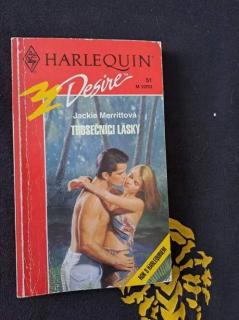 HARLEQUIN
Desire
51
Jackie Merrittová
TROSEČNÍCI LÁSKY